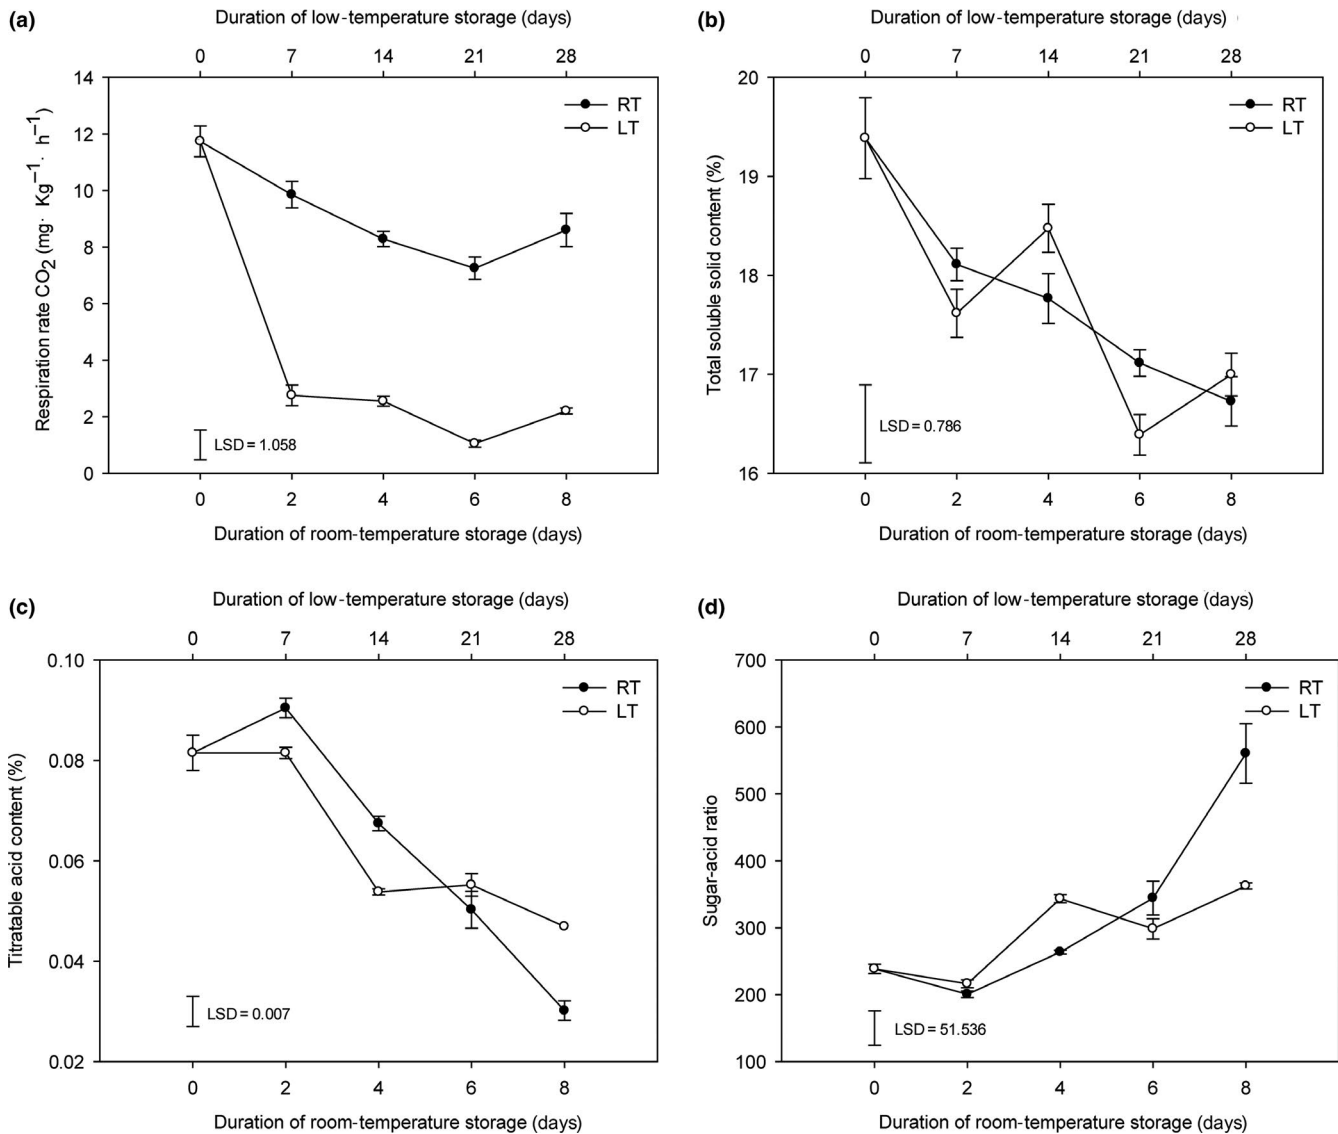 (a)
Duration of low-temperature storage (days)
0 7 14 21 28
14
12
10
8
6
4
2
0
Respiration rate CO2 (mg· Kg−1· h−1)
RT
LT
LSD = 1.058
0 2 4 6 8
Duration of room-temperature storage (days)
(b)
Duration of low-temperature storage (days)
0 7 14 21 28
20
19
18
17
16
Total soluble solid content (%)
RT
LT
LSD = 0.786
0 2 4 6 8
Duration of room-temperature storage (days)
(c)
Duration of low-temperature storage (days)
0 7 14 21 28
0.10
0.08
0.06
0.04
0.02
Titratable acid content (%)
RT
LT
LSD = 0.007
0 2 4 6 8
Duration of room-temperature storage (days)
(d)
Duration of low-temperature storage (days)
0 7 14 21 28
700
600
500
400
300
200
100
Sugar-acid ratio
RT
LT
LSD = 51.536
0 2 4 6 8
Duration of room-temperature storage (days)